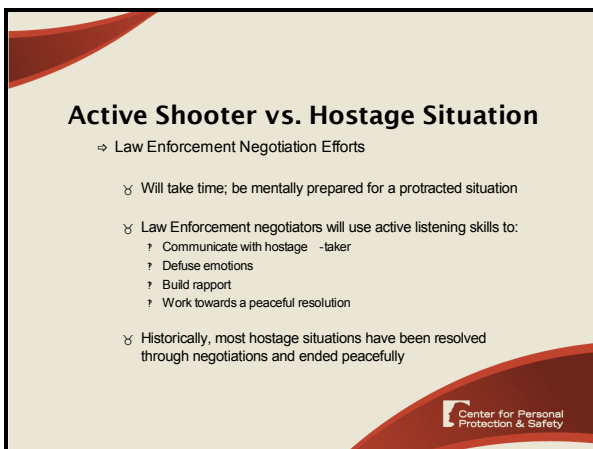 Active Shooter vs. Hostage Situation
⇨ Law Enforcement Negotiation Efforts
♉ Will take time; be mentally prepared for a protracted situation
♉ Law Enforcement negotiators will use active listening skills to:
? Communicate with hostage -taker
? Defuse emotions
? Build rapport
? Work towards a peaceful resolution
♉ Historically, most hostage situations have been resolved
through negotiations and ended peacefully
Center for Personal
Protection & Safety